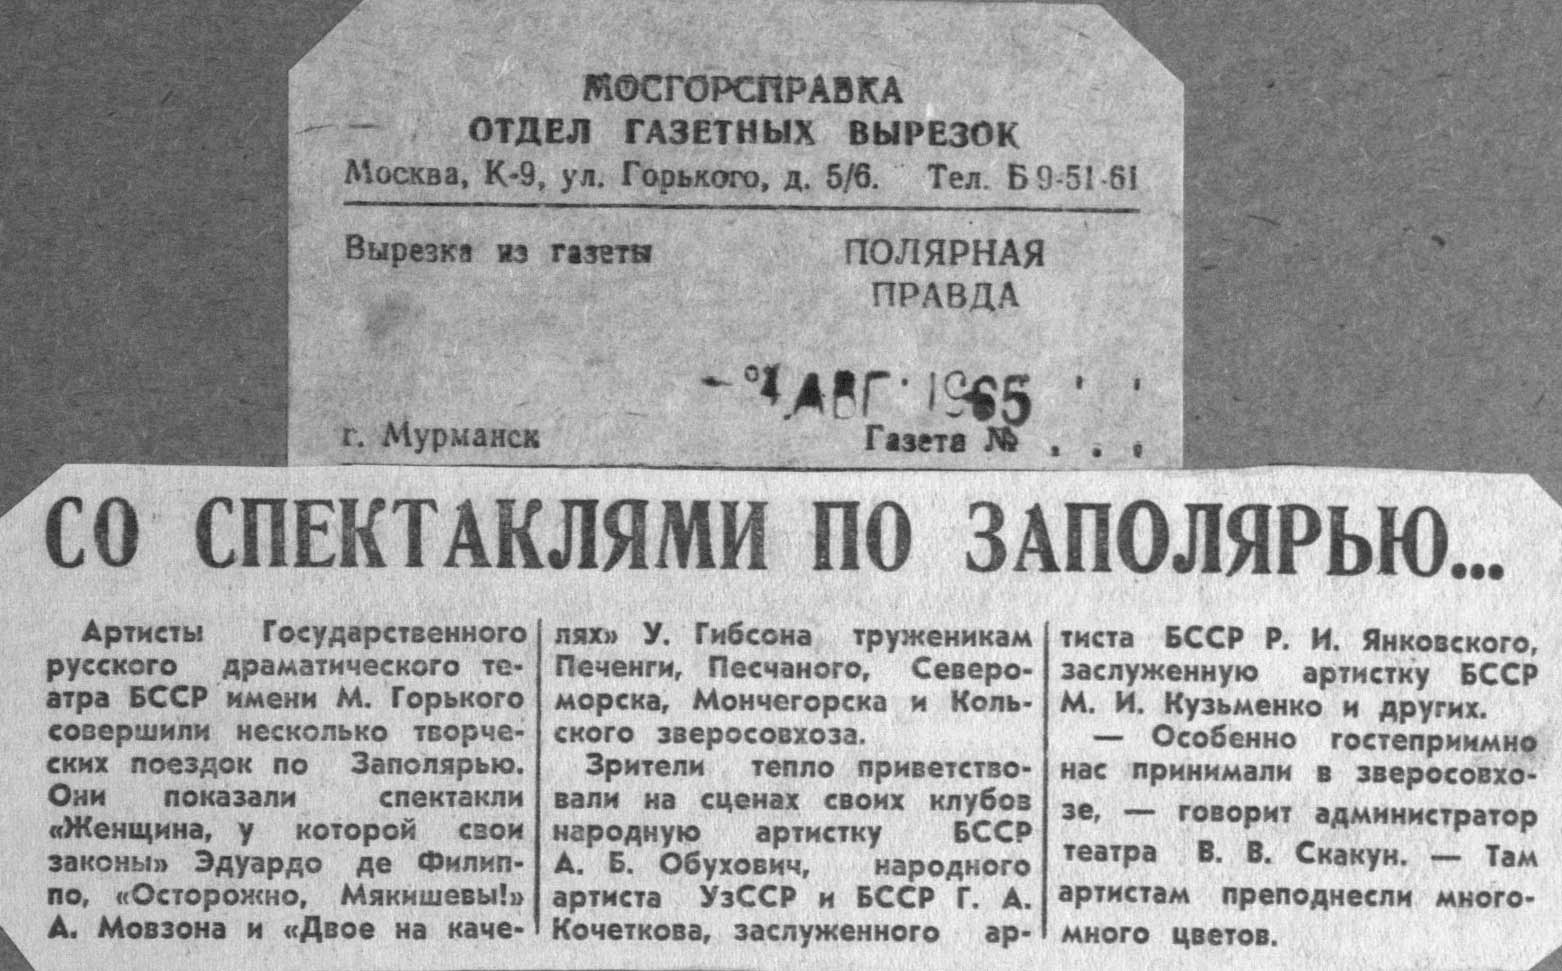 МОСГОРСПРАВКА
ОТДЕЛ ГАЗЕТНЫХ ВЫРЕЗОК
Москва, К-9, ул. Горького, д. 5/6. Тел. Б 9-51-61
Вырезка из газеты
ПОЛЯРНАЯ
ПРАВДА
АВГ 1965
г. Мурманск
Газета № . . .
СО СПЕКТАКЛЯМИ ПО ЗАПОЛЯРЬЮ...
Артисты Государственного
русского драматического те-
атра БССР имени М. Горького
совершили несколько творче-
ских поездок по Заполярью.
Они показали спектакли
«Женщина, у которой свои
законы» Эдуардо де Филип-
по, «Осторожно, Мякишевы!»
А. Мовзона и «Двое на каче-
лях» У. Гибсона труженикам
Печенги, Песчаного, Северо-
морска, Мончегорска и Коль-
ского зверосовхоза.
Зрители тепло приветство-
вали на сценах своих клубов
народную артистку БССР
А. Б. Обухович, народного
артиста УзССР и БССР Г. А.
Кочеткова, заслуженного ар-
тиста БССР Р. И. Янковского,
заслуженную артистку БССР
М. И. Кузьменко и других.
— Особенно гостеприимно
нас принимали в зверосовхо-
зе, — говорит администратор
театра В. В. Скакун. — Там
артистам преподнесли много-
много цветов.